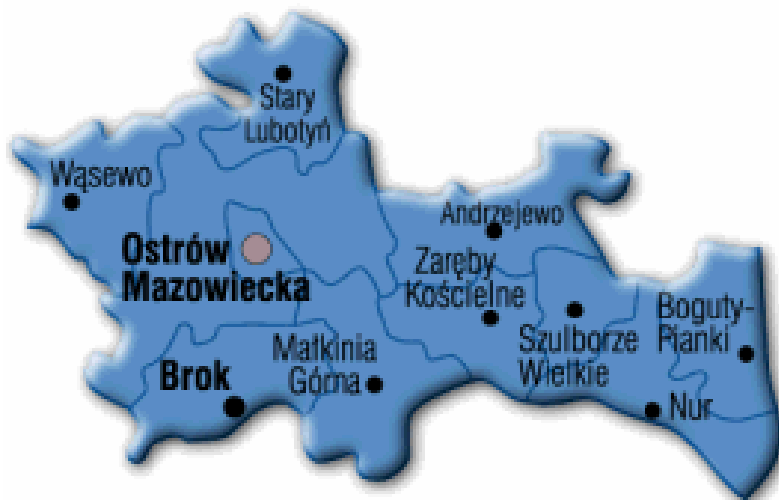 Stary
Lubotyń
Wąsewo
Andrzejewo
Ostrów
Mazowiecka
Zaręby
Kościelne
Boguty-
Pianki
Szulborze
Wielkie
Małkinia
Górna
Brok
Nur